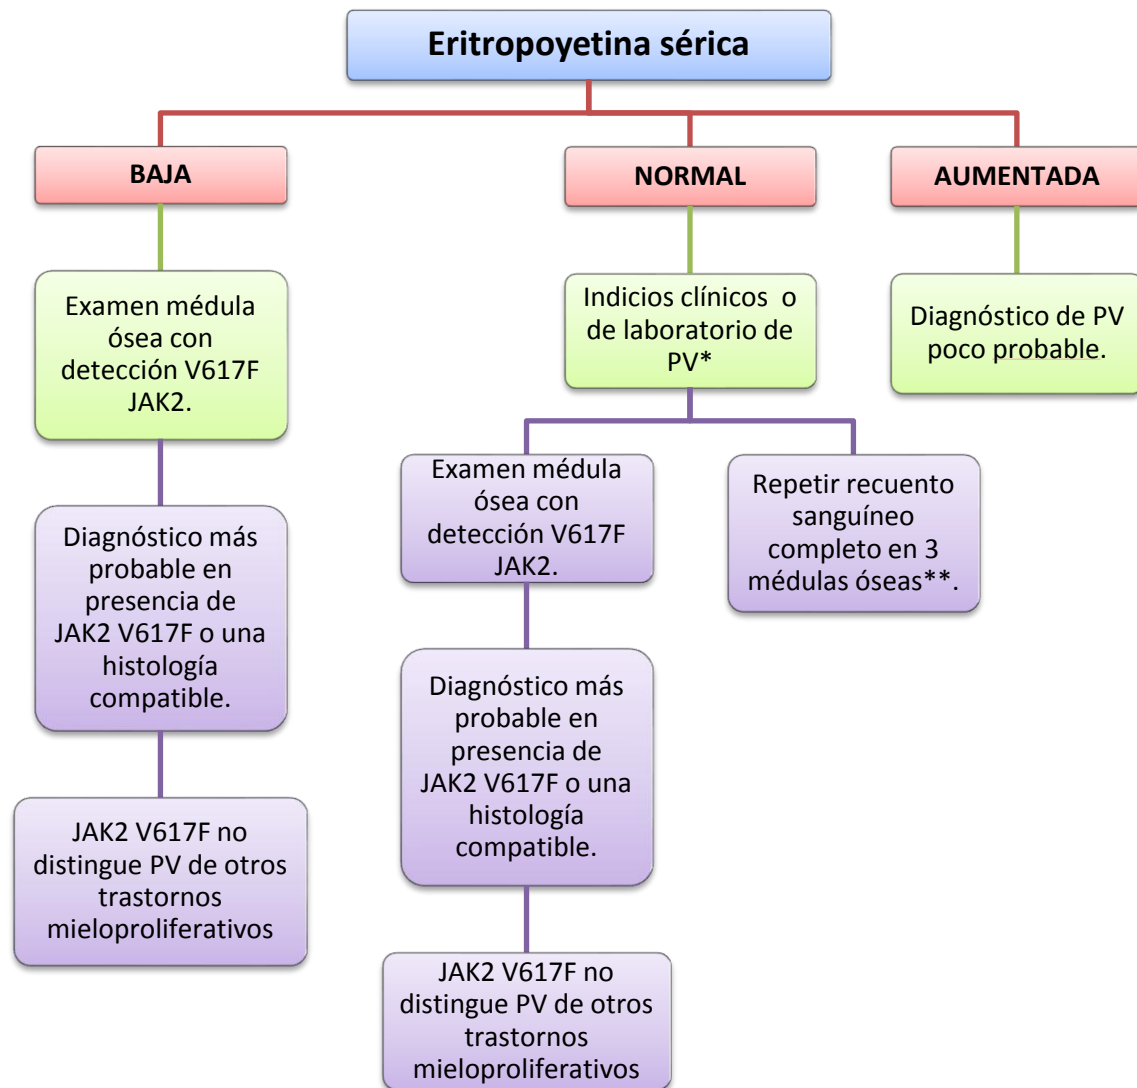 Eritropoyetina sérica
BAJA
NORMAL
AUMENTADA
Examen médula
ósea con
detección V617F
JAK2.
Indicios clínicos o
de laboratorio de
PV*
Diagnóstico de PV
poco probable.
Diagnóstico más
probable en
presencia de
JAK2 V617F o una
histología
compatible.
Examen médula
ósea con
detección V617F
JAK2.
Repetir recuento
sanguíneo
completo en 3
médulas óseas**.
JAK2 V617F no
distingue PV de otros
trastornos
mieloproliferativos
Diagnóstico más
probable en
presencia de
JAK2 V617F o una
histología
compatible.
JAK2 V617F no
distingue PV de otros
trastornos
mieloproliferativos